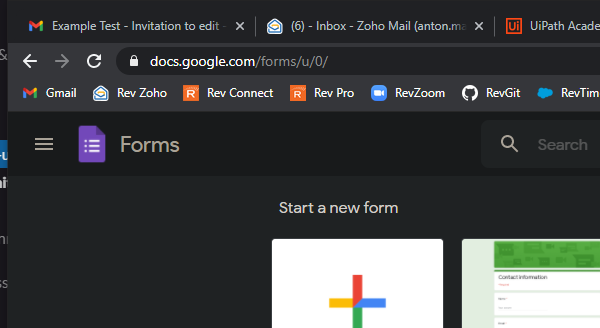 Example Test - Invitation to edit -
(6) - Inbox - Zoho Mail (anton.ma
Ui
UiPath Acade
docs.google.com/forms/u/0/
Gmail
Rev Zoho
R
Rev Connect
R
Rev Pro
RevZoom
RevGit
RevTim
Forms
Search
Start a new form
Contact information